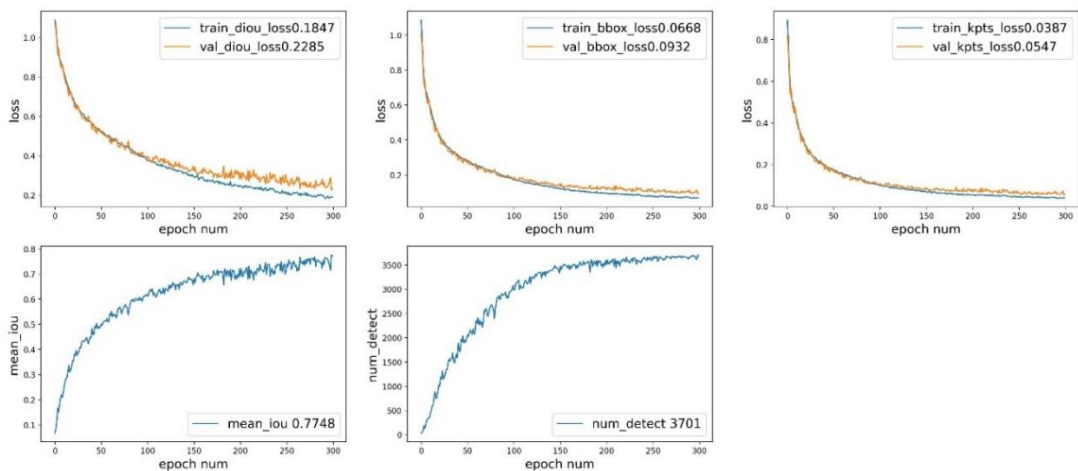 train_diou_loss0.1847
val_diou_loss0.2285
loss
1.0
0.8
0.6
0.4
0.2
0 50 100 150 200 250 300
epoch num
train_bbox_loss0.0668
val_bbox_loss0.0932
loss
1.0
0.8
0.6
0.4
0.2
0 50 100 150 200 250 300
epoch num
train_kpts_loss0.0387
val_kpts_loss0.0547
loss
0.8
0.6
0.4
0.2
0.0
0 50 100 150 200 250 300
epoch num
mean_iou
0.8
0.7
0.6
0.5
0.4
0.3
0.2
0.1
mean_iou 0.7748
0 50 100 150 200 250 300
epoch num
num_detect
3500
3000
2500
2000
1500
1000
500
0
num_detect 3701
0 50 100 150 200 250 300
epoch num